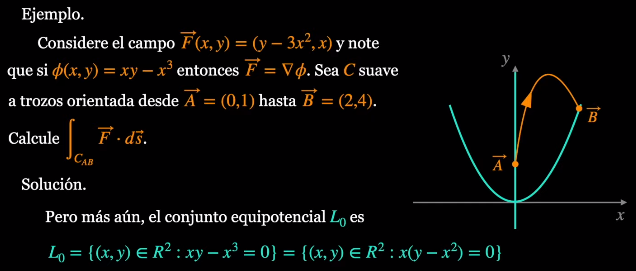 Ejemplo.
Considere el campo $\overrightarrow{F}(x, y) = (y - 3x^2, x)$ y note
que si $\phi(x, y) = xy - x^3$ entonces $\overrightarrow{F} = \nabla\phi$. Sea $C$ suave
a trozos orientada desde $\overrightarrow{A} = (0,1)$ hasta $\overrightarrow{B} = (2,4)$.
Calcule $\int_{C_{AB}} \overrightarrow{F} \cdot d\vec{s}$.
Solución.
Pero más aún, el conjunto equipotencial $L_0$ es
$L_0 = \{(x, y) \in R^2 : xy - x^3 = 0\} = \{(x, y) \in R^2 : x(y - x^2) = 0\}$
$y$
$\overrightarrow{B}$
$\overrightarrow{A}$
$x$